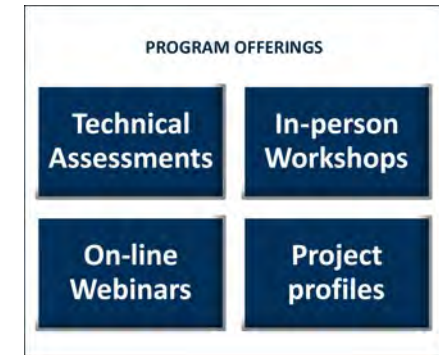 PROGRAM OFFERINGS
Technical
Assessments
In-person
Workshops
On-line
Webinars
Project
profiles